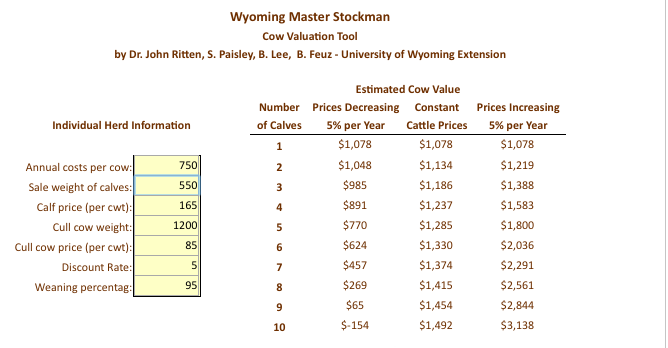 Wyoming Master Stockman
Cow Valuation Tool
by Dr. John Ritten, S. Paisley, B. Lee, B. Feuz - University of Wyoming Extension
Estimated Cow Value
Number Prices Decreasing Constant Prices Increasing
Individual Herd Information of Calves 5% per Year Cattle Prices 5% per Year
1 $1,078 $1,078 $1,078
Annual costs per cow: 750 2 $1,048 $1,134 $1,219
Sale weight of calves: 550 3 $985 $1,186 $1,388
Calf price (per cwt): 165 4 $891 $1,237 $1,583
Cull cow weight: 1200 5 $770 $1,285 $1,800
Cull cow price (per cwt): 85 6 $624 $1,330 $2,036
Discount Rate: 5 7 $457 $1,374 $2,291
Weaning percentag: 95 8 $269 $1,415 $2,561
9 $65 $1,454 $2,844
10 $-154 $1,492 $3,138